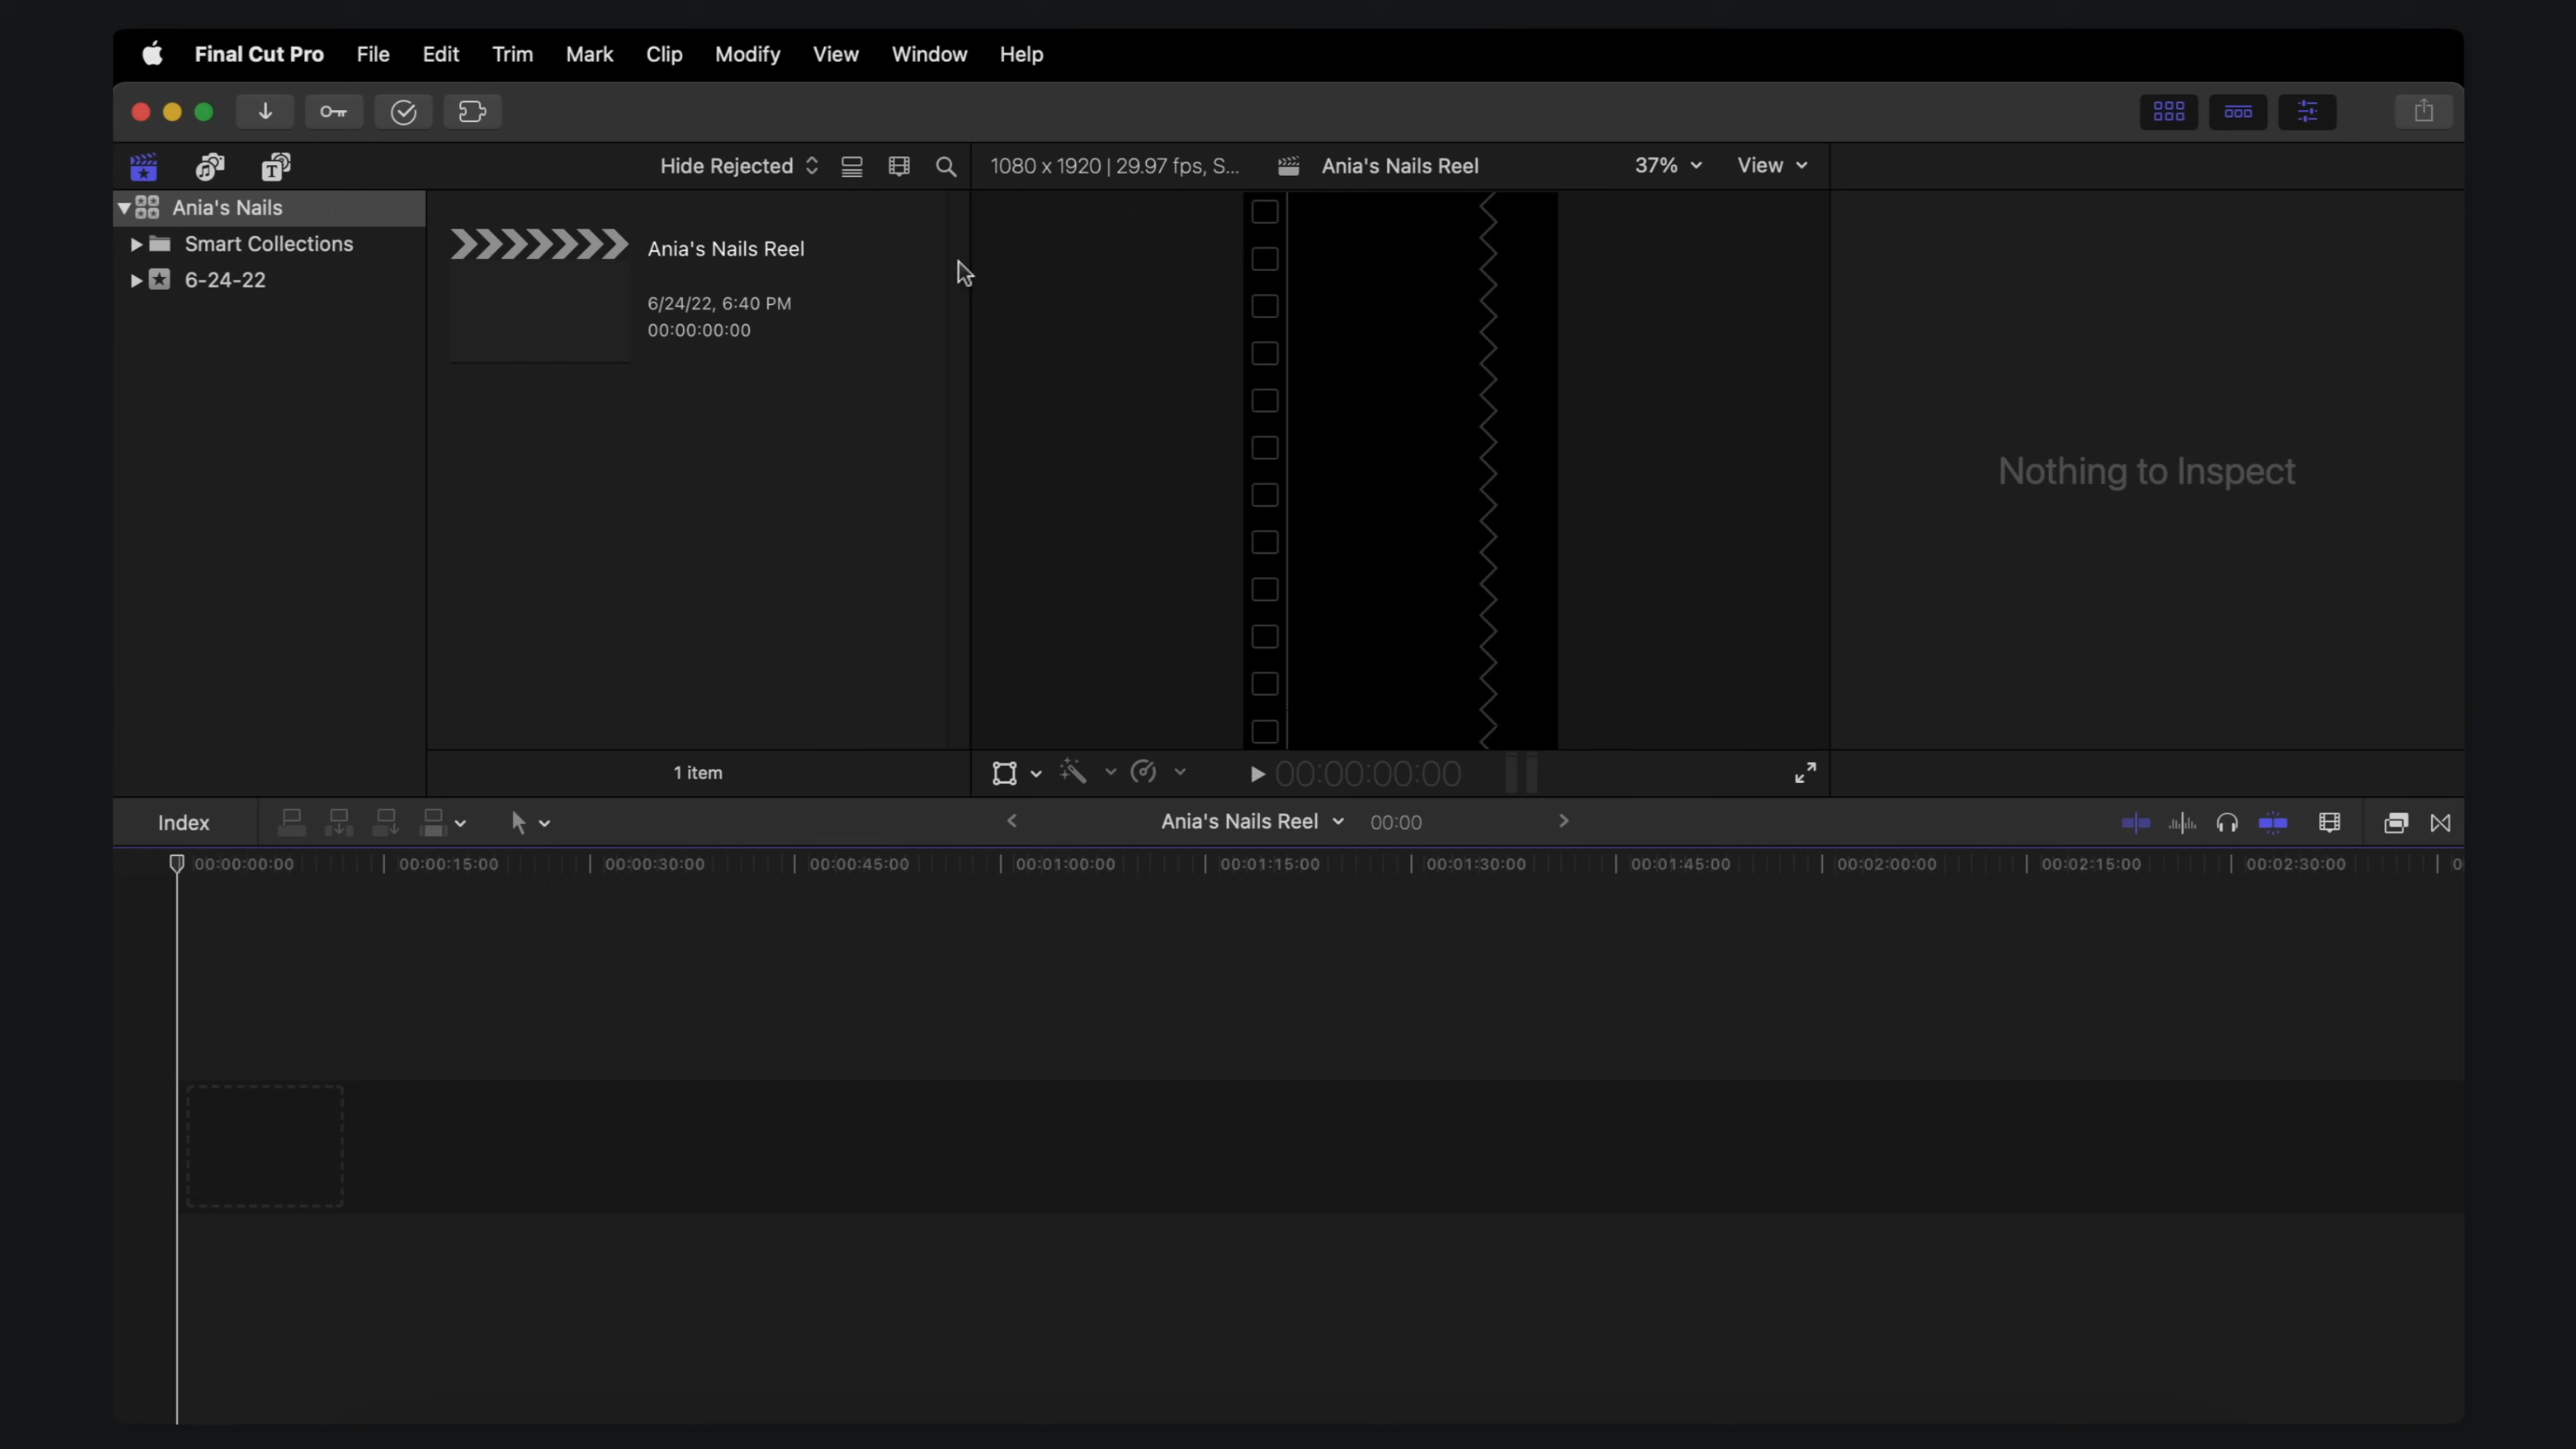 Final Cut Pro File Edit Trim Mark Clip Modify View Window Help
Hide Rejected 1080 x 1920 | 29.97 fps, S... Ania's Nails Reel 37% View
Ania's Nails
Smart Collections
6-24-22
Ania's Nails Reel
6/24/22, 6:40 PM
00:00:00:00
Nothing to Inspect
1 item
00:00:00:00
Index
Ania's Nails Reel 00:00
00:00:00:00 00:00:15:00 00:00:30:00 00:00:45:00 00:01:00:00 00:01:15:00 00:01:30:00 00:01:45:00 00:02:00:00 00:02:15:00 00:02:30:00 0